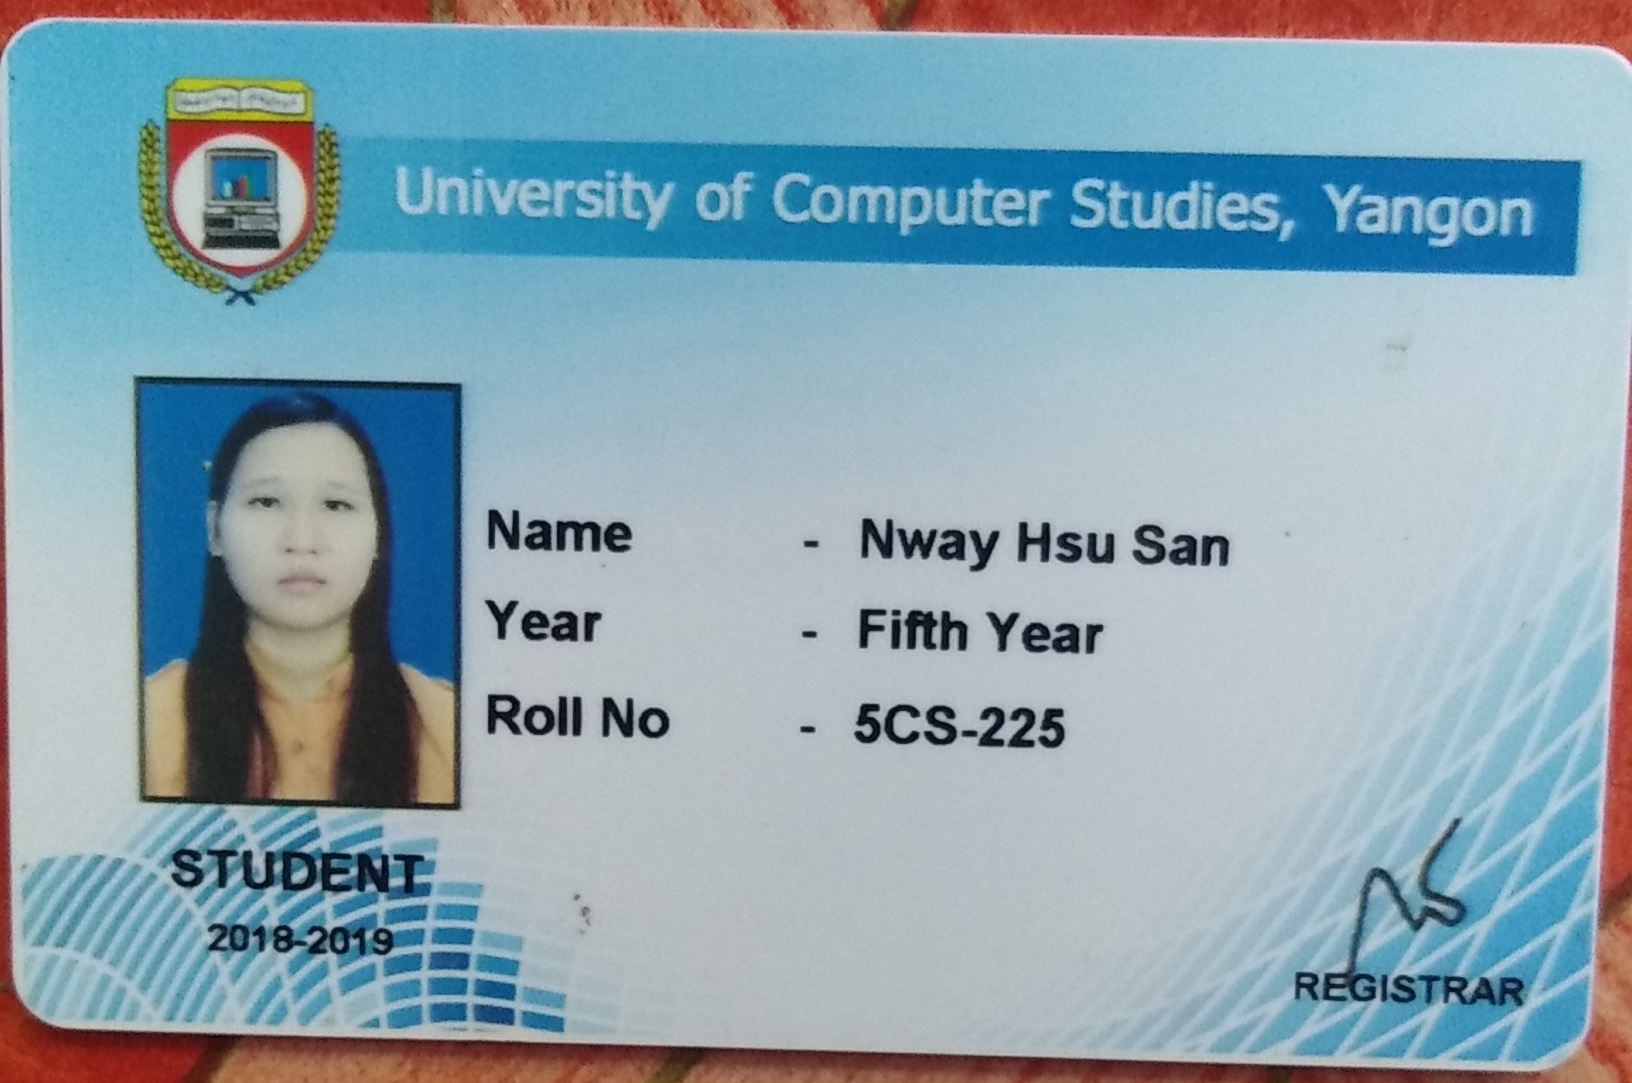 University of Computer Studies, Yangon
Name - Nway Hsu San
Year - Fifth Year
Roll No - 5CS-225
STUDENT
2018-2019
REGISTRAR